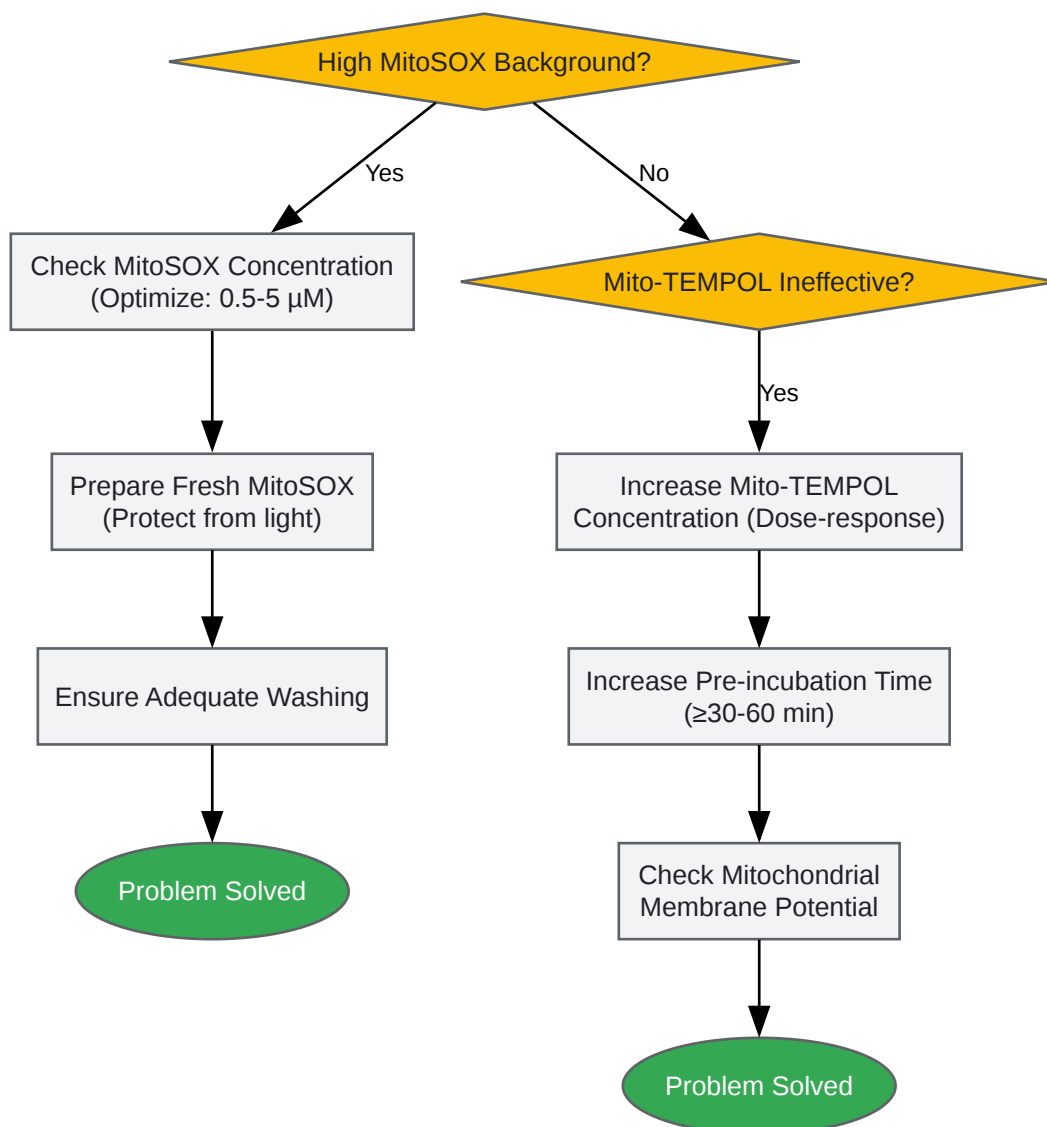 High MitoSOX Background?
Yes
No
Check MitoSOX Concentration
(Optimize: 0.5-5 µM)
Mito-TEMPOL Ineffective?
Yes
Prepare Fresh MitoSOX
(Protect from light)
Increase Mito-TEMPOL
Concentration (Dose-response)
Ensure Adequate Washing
Increase Pre-incubation Time
(≥30-60 min)
Problem Solved
Check Mitochondrial
Membrane Potential
Problem Solved